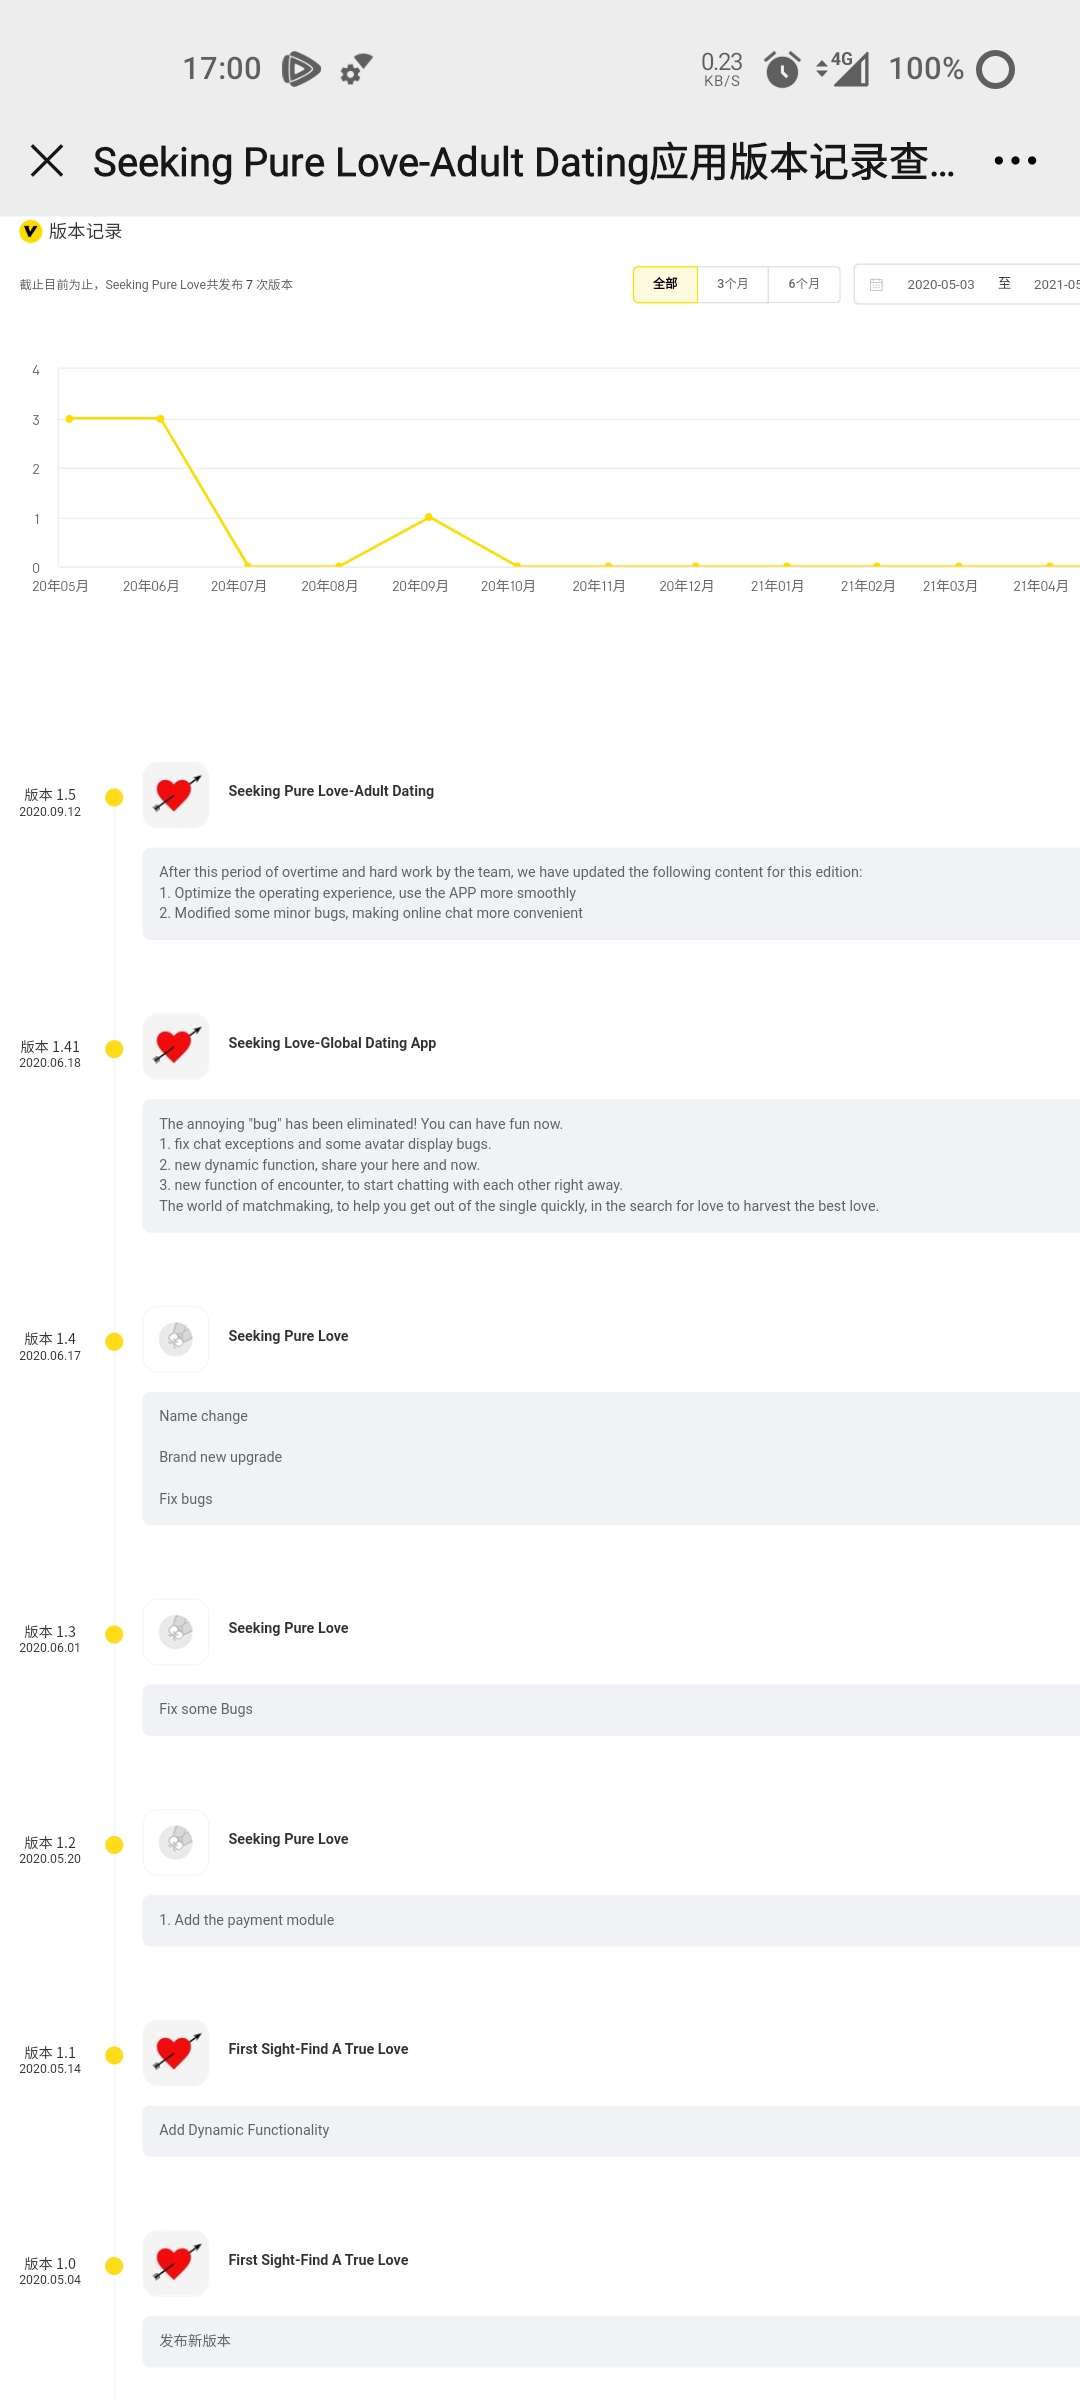 17:00
0.23
KB/S
4G
100%
Seeking Pure Love-Adult Dating应用版本记录查...
版本记录
截止目前为止，Seeking Pure Love共发布 7 次版本
全部
3个月
6个月
2020-05-03
至
2021-05
4
3
2
1
0
20年05月
20年06月
20年07月
20年08月
20年09月
20年10月
20年11月
20年12月
21年01月
21年02月
21年03月
21年04月
版本 1.5
2020.09.12
Seeking Pure Love-Adult Dating
After this period of overtime and hard work by the team, we have updated the following content for this edition:
1. Optimize the operating experience, use the APP more smoothly
2. Modified some minor bugs, making online chat more convenient
版本 1.41
2020.06.18
Seeking Love-Global Dating App
The annoying "bug" has been eliminated! You can have fun now.
1. fix chat exceptions and some avatar display bugs.
2. new dynamic function, share your here and now.
3. new function of encounter, to start chatting with each other right away.
The world of matchmaking, to help you get out of the single quickly, in the search for love to harvest the best love.
版本 1.4
2020.06.17
Seeking Pure Love
Name change
Brand new upgrade
Fix bugs
版本 1.3
2020.06.01
Seeking Pure Love
Fix some Bugs
版本 1.2
2020.05.20
Seeking Pure Love
1. Add the payment module
版本 1.1
2020.05.14
First Sight-Find A True Love
Add Dynamic Functionality
版本 1.0
2020.05.04
First Sight-Find A True Love
发布新版本